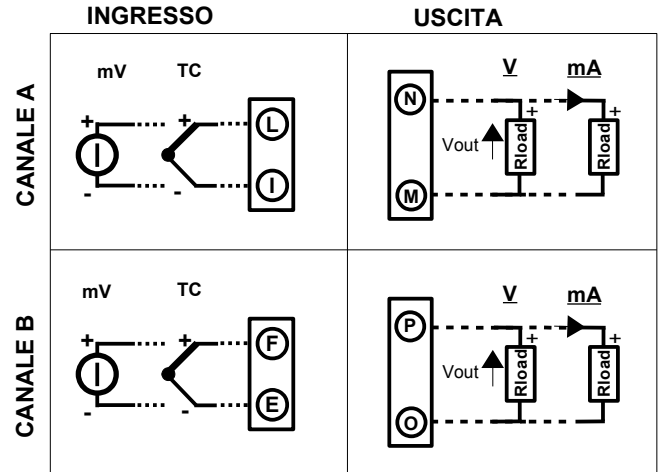 INGRESSO USCITA
CANALE A
mV TC
+ +
L
- -
I
V mA
N
+ +
Vout Rload Rload
M
CANALE B
mV TC
+ +
F
- -
E
V mA
P
+ +
Vout Rload Rload
O